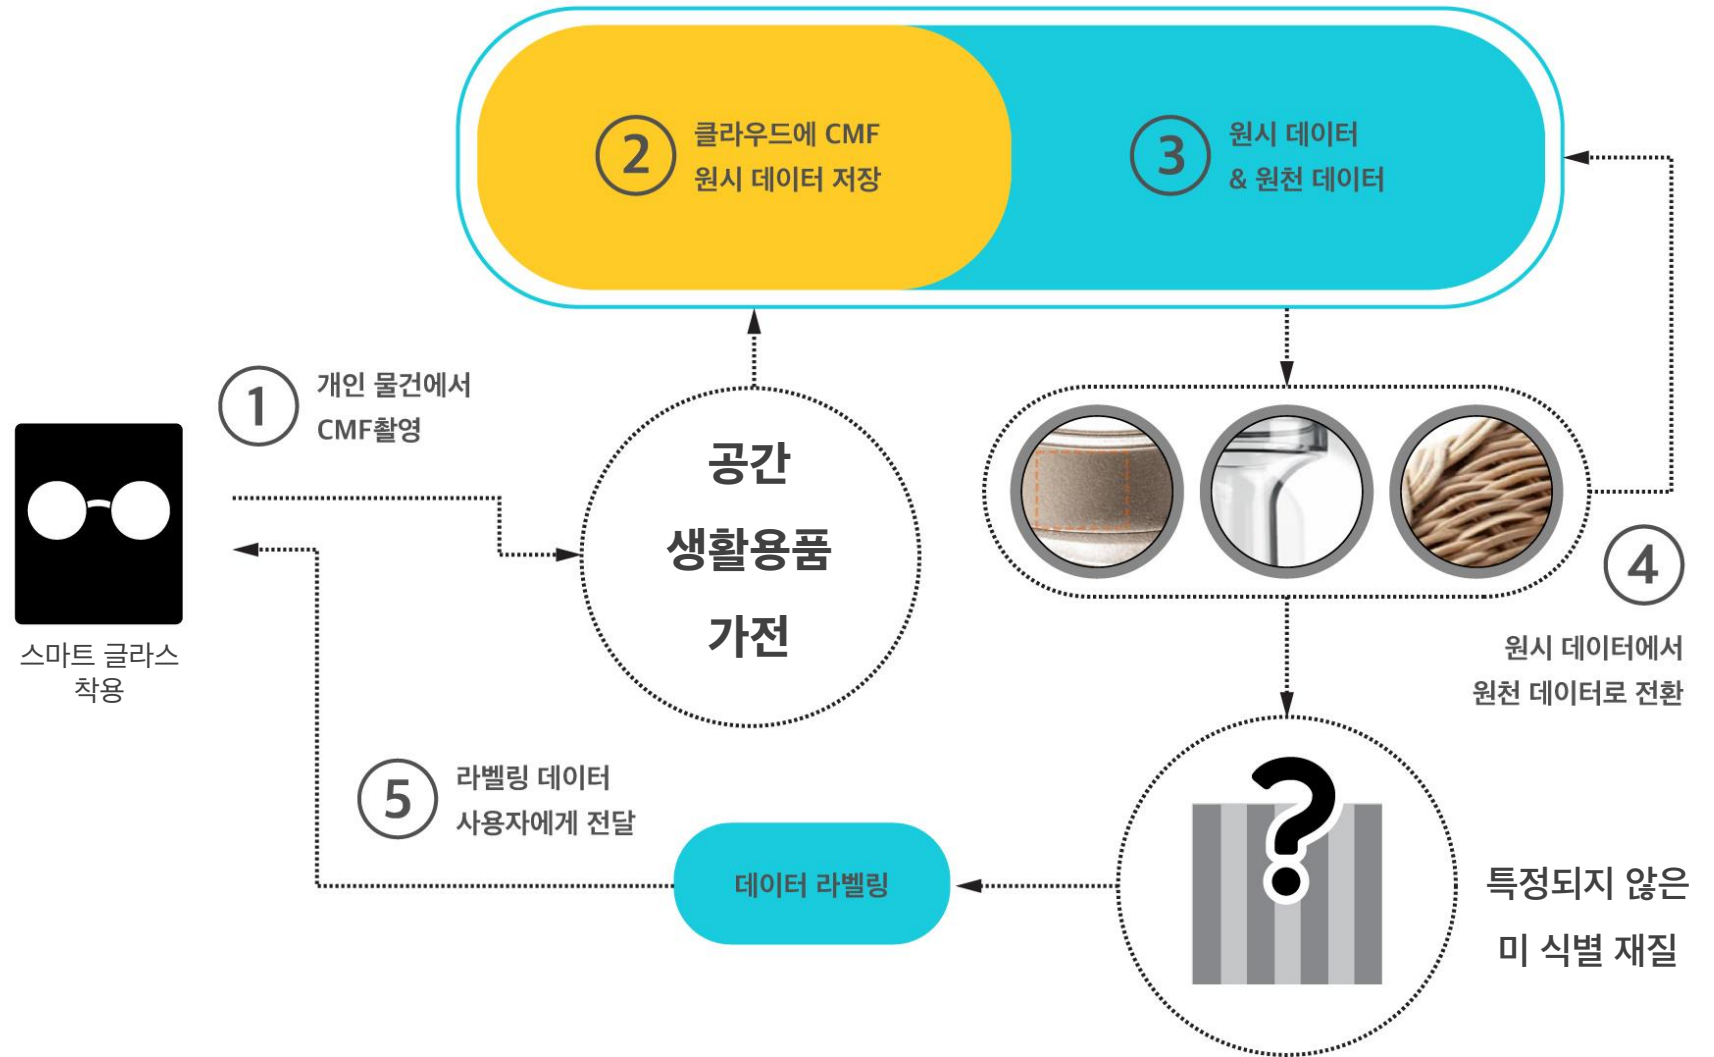 2
클라우드에 CMF
원시 데이터 저장
3
원시 데이터
& 원천 데이터
1
개인 물건에서
CMF촬영
스마트 글라스
착용
공간
생활용품
가전
4
원시 데이터에서
원천 데이터로 전환
5
라벨링 데이터
사용자에게 전달
데이터 라벨링
?
특정되지 않은
미 식별 재질